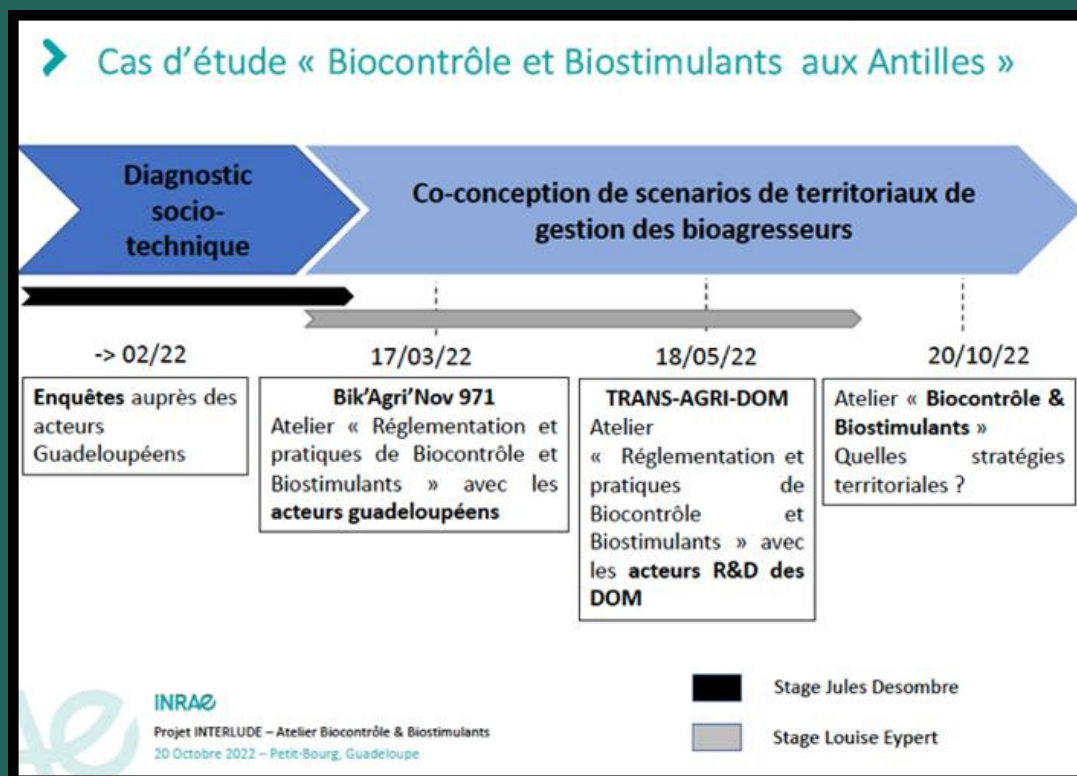 Cas d'étude « Biocontrôle et Biostimulants aux Antilles »
Diagnostic
socio-
technique
Co-conception de scenarios de territoriaux de
gestion des bioagresseurs
-> 02/22
17/03/22
18/05/22
20/10/22
Enquêtes auprès des
acteurs
Guadeloupéens
Bik'Agri'Nov 971
Atelier « Réglementation et
pratiques de Biocontrôle et
Biostimulants » avec les
acteurs guadeloupéens
TRANS-AGRI-DOM
Atelier
« Réglementation et
pratiques de
Biocontrôle et
Biostimulants » avec
les acteurs R&D des
DOM
Atelier « Biocontrôle &
Biostimulants »
Quelles stratégies
territoriales ?
INRAE
Projet INTERLUDE – Atelier Biocontrôle & Biostimulants
20 Octobre 2022 – Petit-Bourg, Guadeloupe
Stage Jules Desombre
Stage Louise Eypert